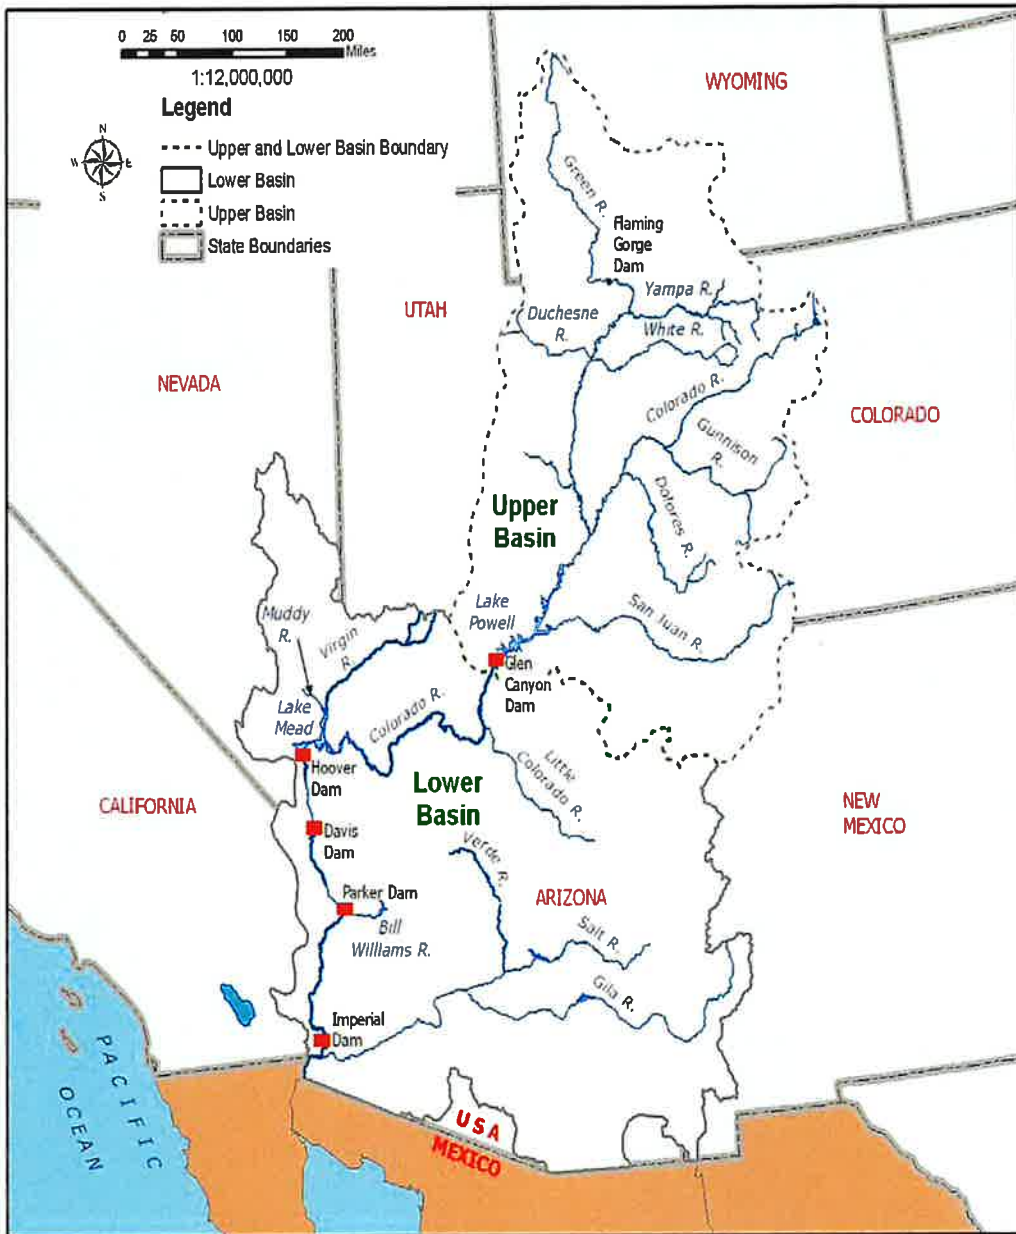 0 25 50 100 150 200
Miles
1:12,000,000
Legend
Upper and Lower Basin Boundary
Lower Basin
Upper Basin
State Boundaries
N
W E
S
WYOMING
Green R.
Flaming
Gorge
Dam
UTAH
Duchesne
R.
Yampa R.
White R.
NEVADA
Colorado R.
COLORADO
Gunnison
R.
Dolores R.
Upper
Basin
Lake
Powell
San Juan R.
Muddy
R.
Virgin
R.
Glen
Canyon
Dam
Lake
Mead
Colorado R.
Little
Colorado R.
Hoover
Dam
Lower
Basin
CALIFORNIA
NEW
MEXICO
Davis
Dam
Verde R.
Parker Dam
ARIZONA
Bill
Williams R.
Salt R.
Gila R.
Imperial
Dam
PACIFIC
OCEAN
USA
MEXICO